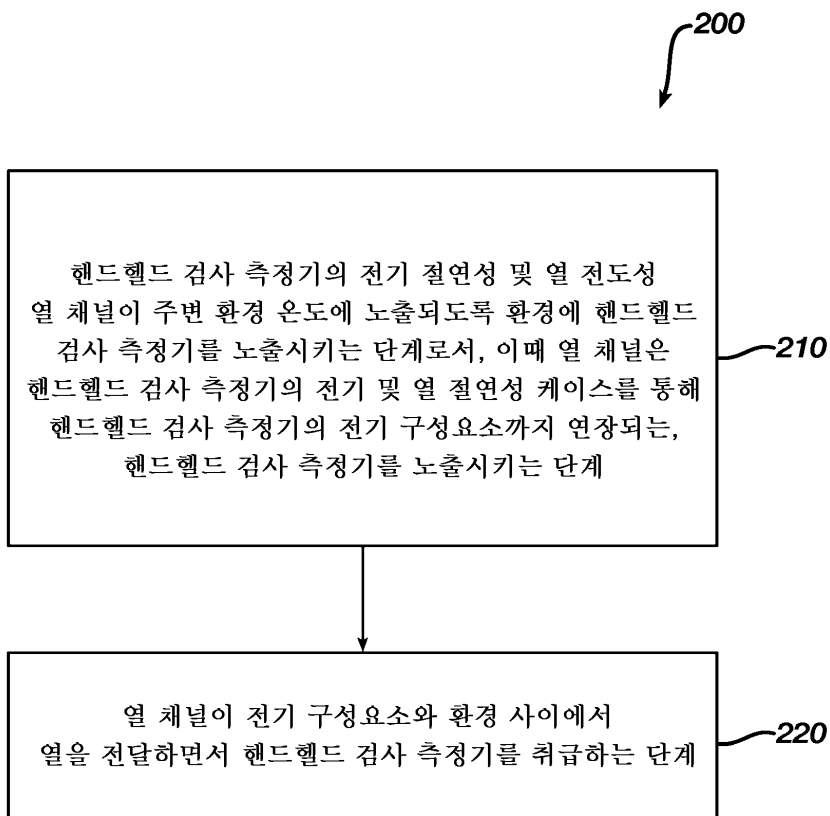 200
핸드헬드 검사 측정기의 전기 절연성 및 열 전도성
열 채널이 주변 환경 온도에 노출되도록 환경에 핸드헬드
검사 측정기를 노출시키는 단계로서, 이때 열 채널은
핸드헬드 검사 측정기의 전기 및 열 절연성 케이스를 통해
핸드헬드 검사 측정기의 전기 구성요소까지 연장되는,
핸드헬드 검사 측정기를 노출시키는 단계
210
열 채널이 전기 구성요소와 환경 사이에서
열을 전달하면서 핸드헬드 검사 측정기를 취급하는 단계
220